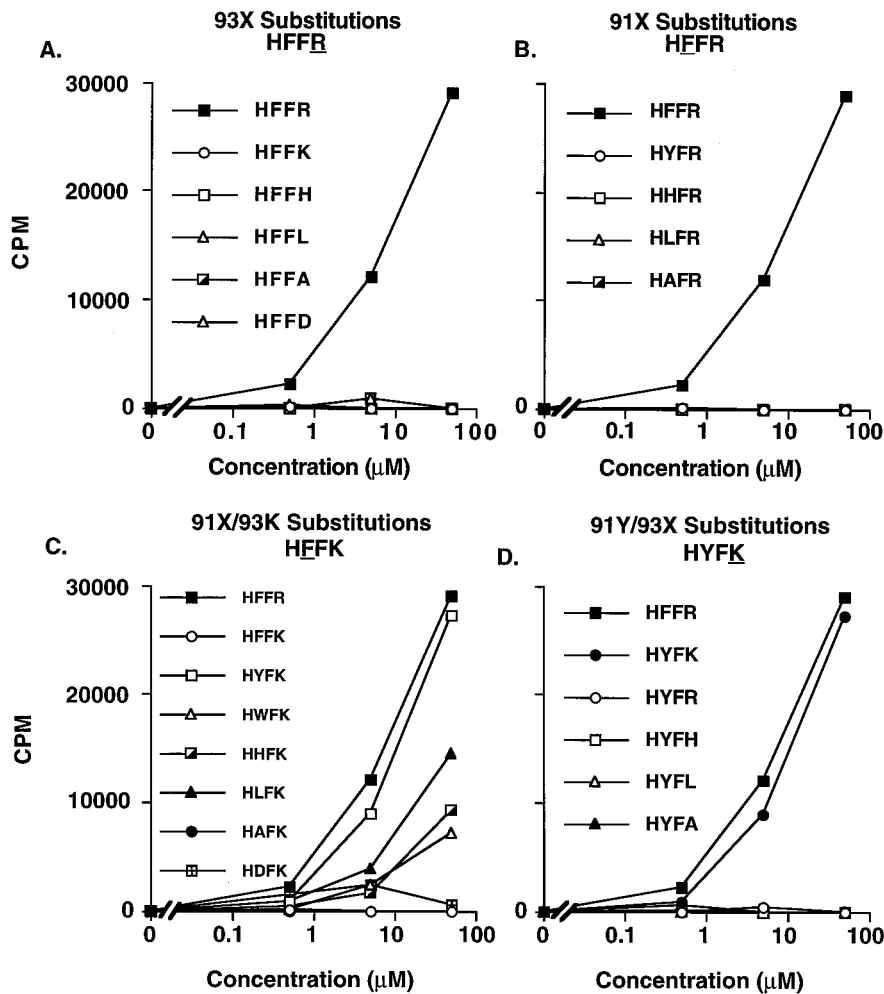 A.
93X Substitutions
HFFR
30000
20000
10000
0
CPM
HFFR
HFFK
HFFH
HFFL
HFFA
HFFD
0
0.1
1
10
100
Concentration (μM)
B.
91X Substitutions
HFFR
0
HFFR
HYFR
HHFR
HLFR
HAFR
0
0.1
1
10
100
Concentration (μM)
C.
91X/93K Substitutions
HFFK
30000
20000
10000
0
CPM
HFFR
HFFK
HYFK
HWFK
HHFK
HLFK
HAFK
HDFK
0
0.1
1
10
100
Concentration (μM)
D.
91Y/93X Substitutions
HYFK
0
HFFR
HYFK
HYFR
HYFH
HYFL
HYFA
0
0.1
1
10
100
Concentration (μM)